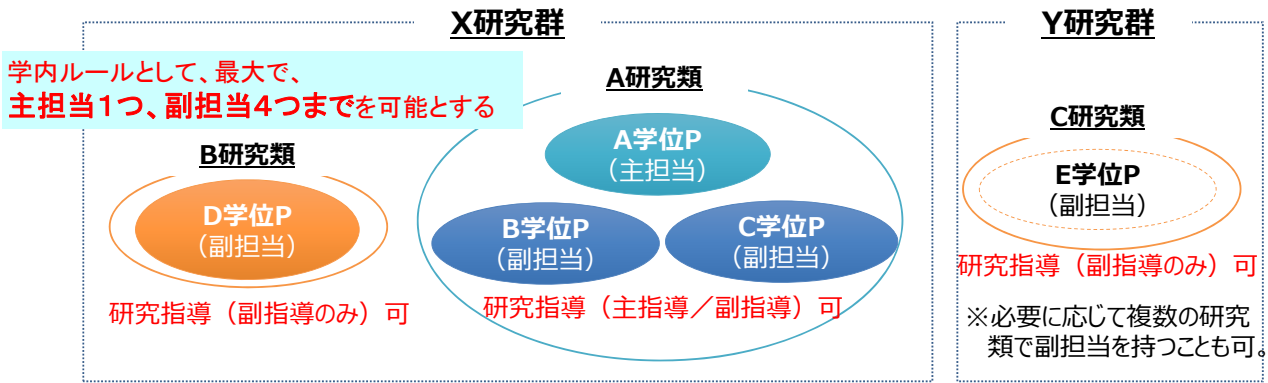 X研究群
学内ルールとして、最大で、
主担当1つ、副担当4つまでを可能とする
A研究類
A学位P
（主担当）
B研究類
D学位P
（副担当）
B学位P
（副担当）
C学位P
（副担当）
研究指導（副指導のみ）可
研究指導（主指導／副指導）可
Y研究群
C研究類
E学位P
（副担当）
研究指導（副指導のみ）可
※必要に応じて複数の研究
類で副担当を持つことも可。